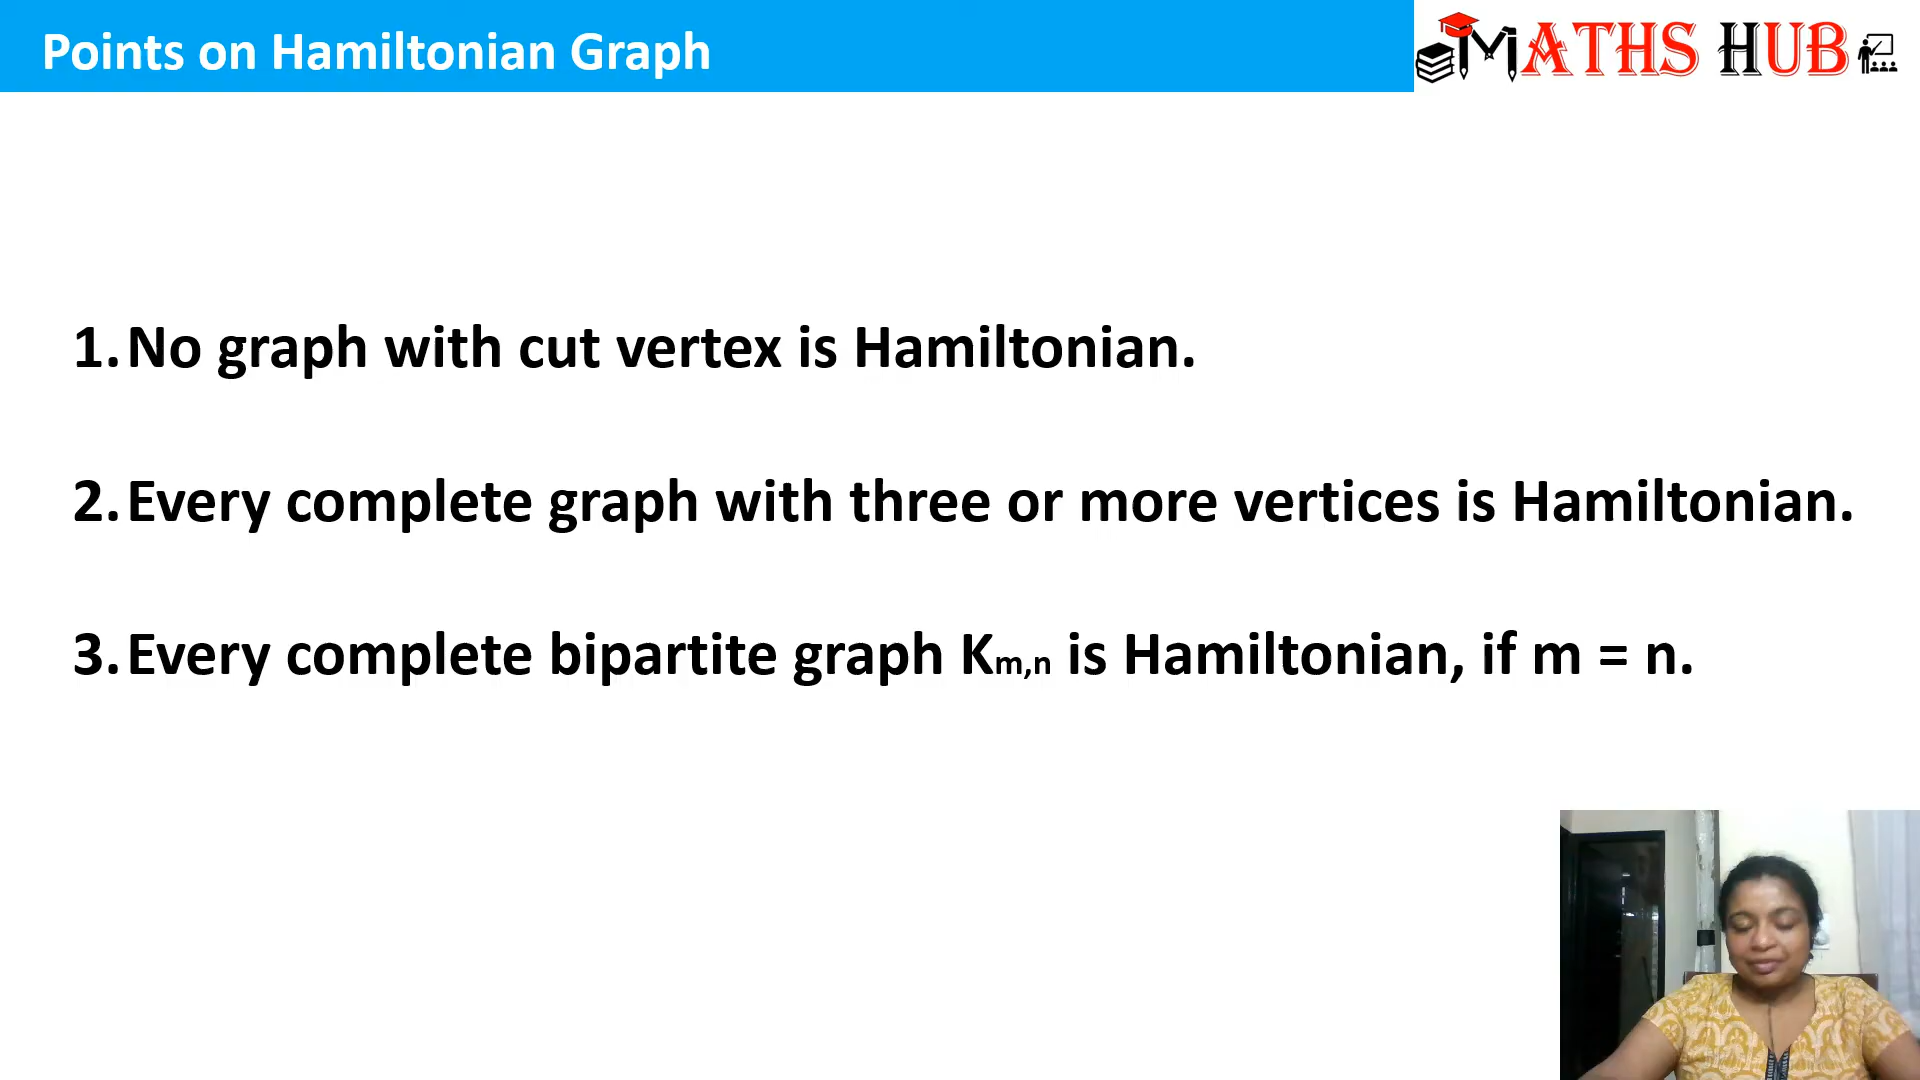 Points on Hamiltonian Graph
MATHS HUB
1. No graph with cut vertex is Hamiltonian.
2. Every complete graph with three or more vertices is Hamiltonian.
3. Every complete bipartite graph Km,n is Hamiltonian, if m = n.